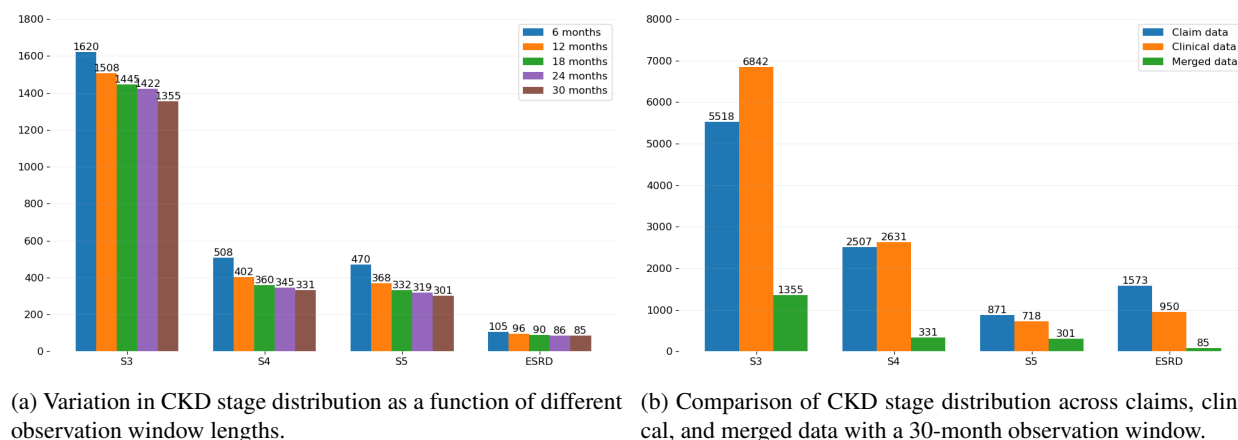 1800
1600
1400
1200
1000
800
600
400
200
0
1620
1508
1445
1422
1355
508
402
360
345
331
470
368
332
319
301
105
96
90
86
85
S3
S4
S5
ESRD
6 months
12 months
18 months
24 months
30 months
(a) Variation in CKD stage distribution as a function of different
observation window lengths.
8000
7000
6000
5000
4000
3000
2000
1000
0
5518
6842
1355
2507
2631
331
871
718
301
1573
950
85
S3
S4
S5
ESRD
Claim data
Clinical data
Merged data
(b) Comparison of CKD stage distribution across claims, clin
cal, and merged data with a 30-month observation window.